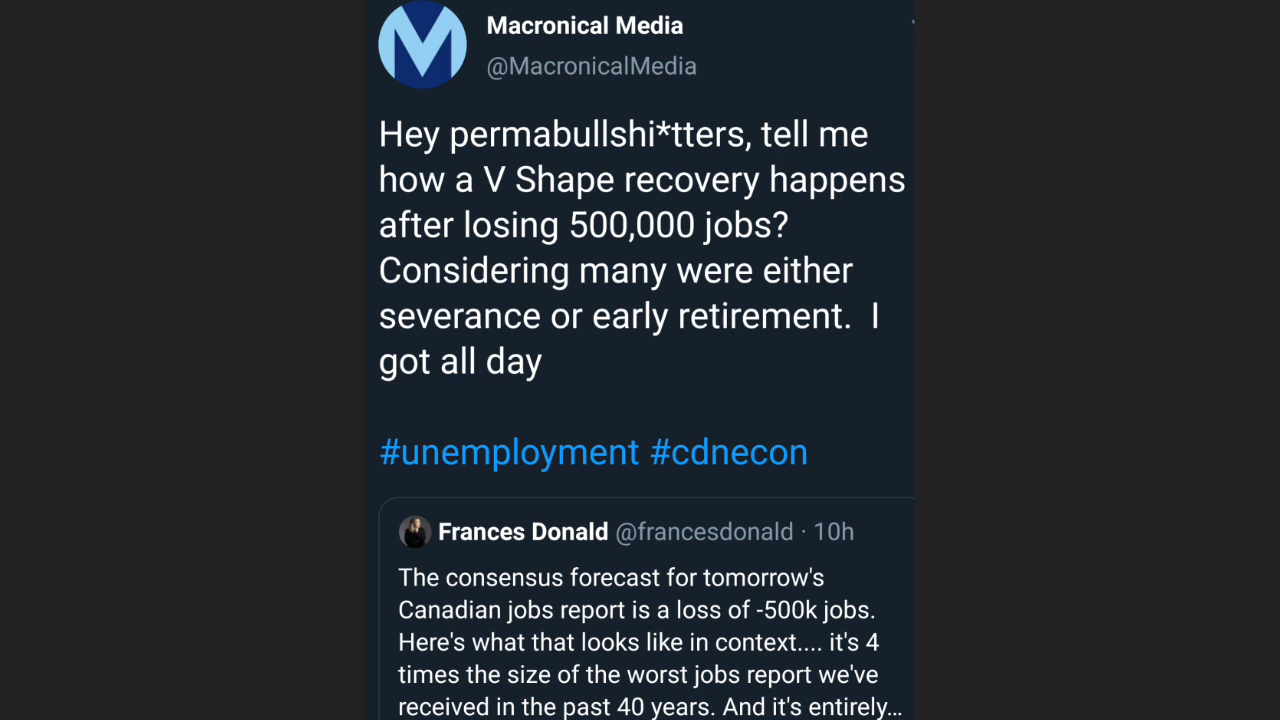 Macronical Media
@MacronicalMedia
Hey permabullshi*tters, tell me
how a V Shape recovery happens
after losing 500,000 jobs?
Considering many were either
severance or early retirement.  I
got all day
#unemployment #cdnecon
Frances Donald @francesdonald · 10h
The consensus forecast for tomorrow's
Canadian jobs report is a loss of -500k jobs.
Here's what that looks like in context.... it's 4
times the size of the worst jobs report we've
received in the past 40 years. And it's entirely...